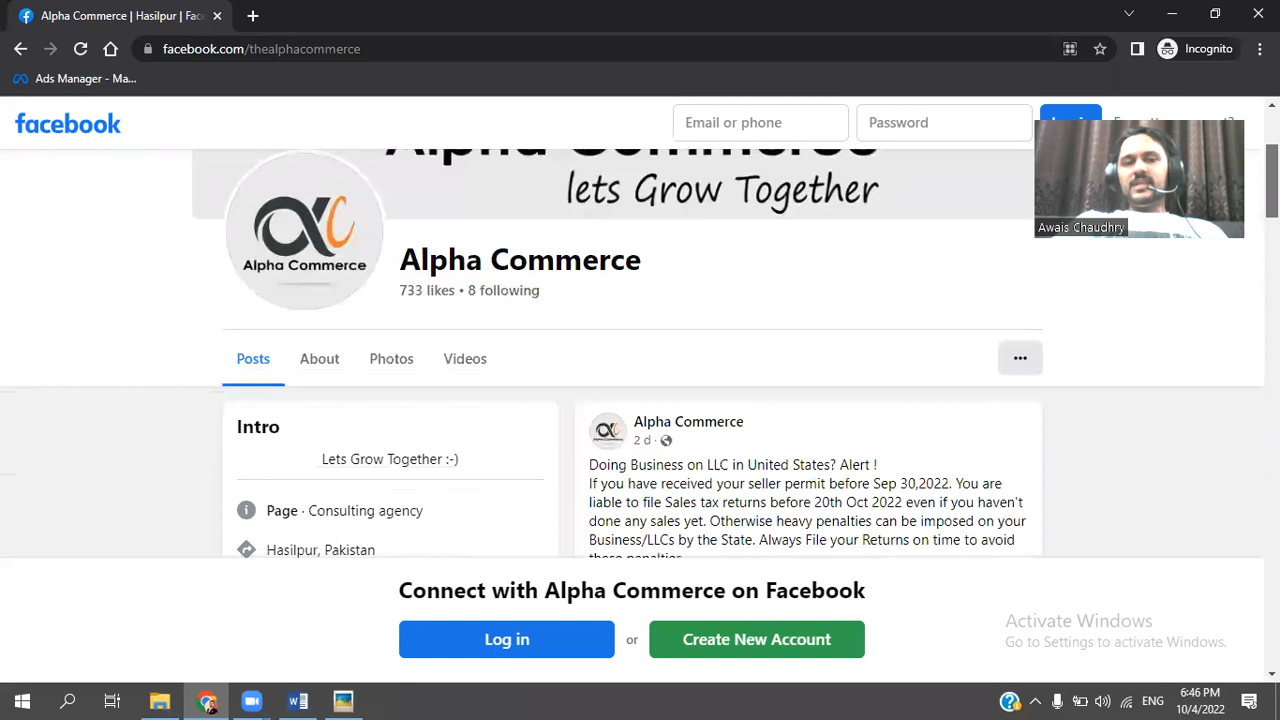 Alpha Commerce | Hasilpur | Fac
facebook.com/thealphacommerce
Incognito
Ads Manager - Ma...
facebook
Email or phone
Password
Alpha Commerce
lets Grow Together
Awais Chaudhry
Alpha Commerce
Alpha Commerce
733 likes • 8 following
Posts
About
Photos
Videos
Intro
Lets Grow Together :-)
Page · Consulting agency
Hasilpur, Pakistan
Alpha Commerce
2 d ·
Doing Business on LLC in United States? Alert !
If you have received your seller permit before Sep 30,2022. You are
liable to file Sales tax returns before 20th Oct 2022 even if you haven't
done any sales yet. Otherwise heavy penalties can be imposed on your
Business/LLCs by the State. Always File your Returns on time to avoid
these penalties
Connect with Alpha Commerce on Facebook
Log in
or
Create New Account
Activate Windows
Go to Settings to activate Windows.
ENG
6:46 PM
10/4/2022